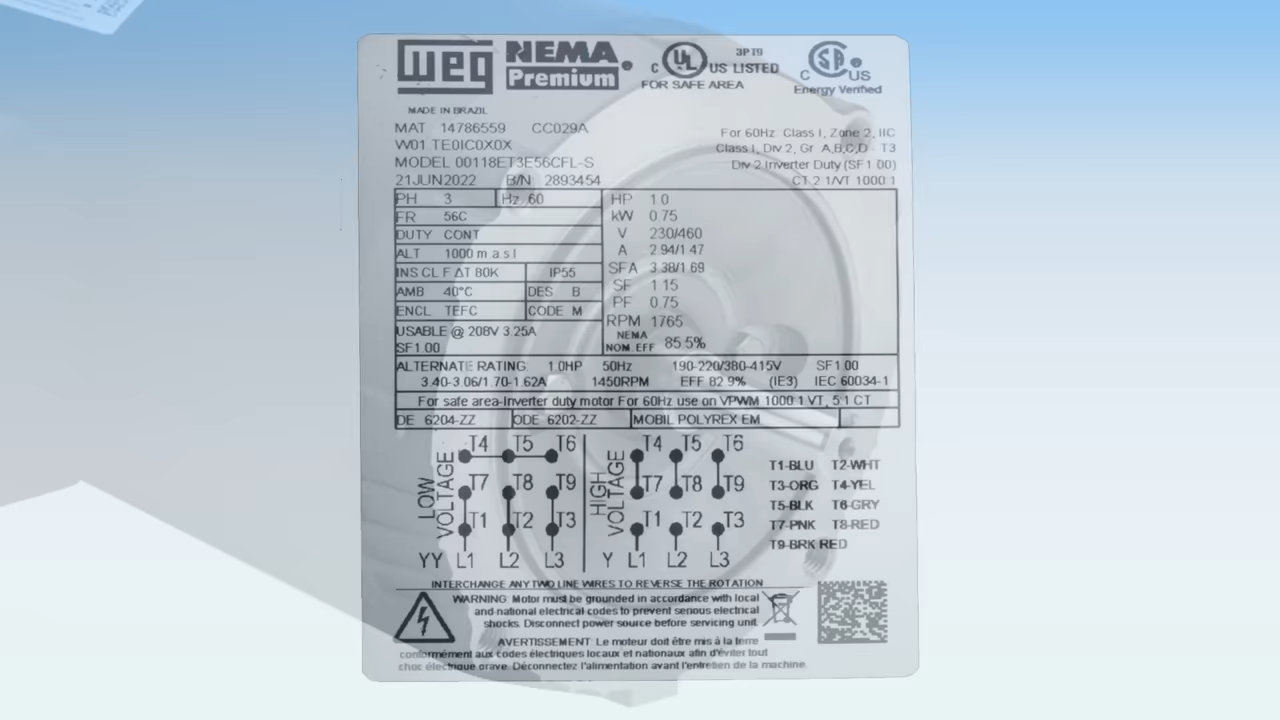 WEG NEMA Premium
C UL US LISTED 3PT9
FOR SAFE AREA
C SP US
Energy Verified
MADE IN BRAZIL
MAT 14786559 CC029A
W01 TE0IC0X0X
MODEL 00118ET3E56CFL-S
21JUN2022 B/N 2893454
For 60Hz Class I, Zone 2, IIC
Class I, Div 2, Gr A,B,C,D - T3
Div 2 Inverter Duty (SF1.00)
CT 2:1/VT 1000:1
PH 3 Hz 60
FR 56C
DUTY CONT
ALT 1000 m.a.s.l
INS CL F ΔT 80K IP55
AMB 40°C DES B
ENCL TEFC CODE M
USABLE @ 208V 3.25A
SF1.00
HP 1.0
kW 0.75
V 230/460
A 2.94/1.47
SFA 3.38/1.69
SF 1.15
PF 0.75
RPM 1765
NEMA
NOM. EFF 85.5%
ALTERNATE RATING: 1.0HP 50Hz 190-220/380-415V SF1.00
3.40-3.06/1.70-1.62A 1450RPM EFF 82.9% (IE3) IEC 60034-1
For safe area-Inverter duty motor For 60Hz use on VPWM 1000:1 VT, 5:1 CT
DE 6204-ZZ ODE 6202-ZZ MOBIL POLYREX EM
LOW VOLTAGE
T4 T5 T6
T7 T8 T9
T1 T2 T3
YY L1 L2 L3
HIGH VOLTAGE
T4 T5 T6
T7 T8 T9
T1 T2 T3
Y L1 L2 L3
T1-BLU T2-WHT
T3-ORG T4-YEL
T5-BLK T6-GRY
T7-PNK T8-RED
T9-BRK RED
INTERCHANGE ANY TWO LINE WIRES TO REVERSE THE ROTATION
WARNING: Motor must be grounded in accordance with local
and national electrical codes to prevent serious electrical
shocks. Disconnect power source before servicing unit.
AVERTISSEMENT: Le moteur doit être mis à la terre
conformément aux codes électriques locaux et nationaux afin d'éviter tout
choc électrique grave. Déconnectez l'alimentation avant l'entretien de la machine.